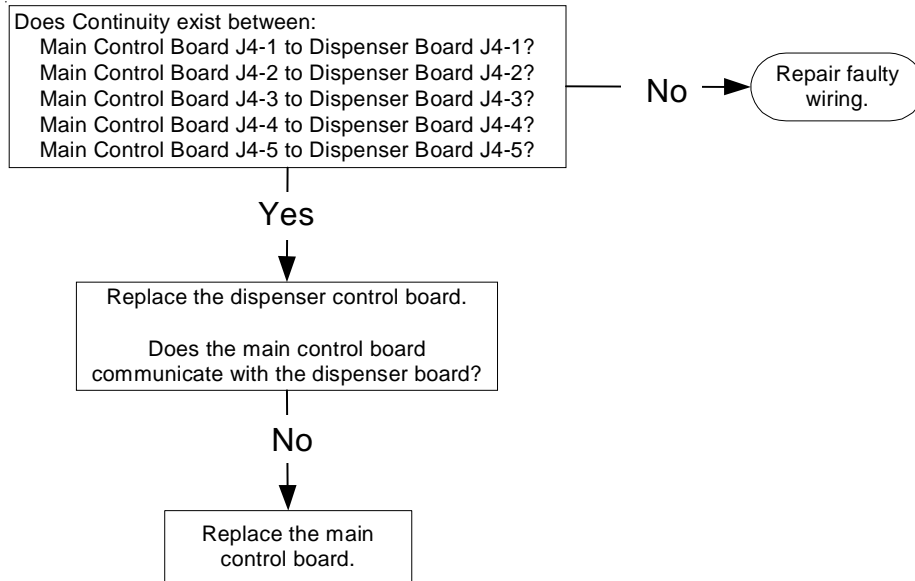 Does Continuity exist between:
Main Control Board J4-1 to Dispenser Board J4-1?
Main Control Board J4-2 to Dispenser Board J4-2?
Main Control Board J4-3 to Dispenser Board J4-3?
Main Control Board J4-4 to Dispenser Board J4-4?
Main Control Board J4-5 to Dispenser Board J4-5?
No
Repair faulty
wiring.
Yes
Replace the dispenser control board.
Does the main control board
communicate with the dispenser board?
No
Replace the main
control board.